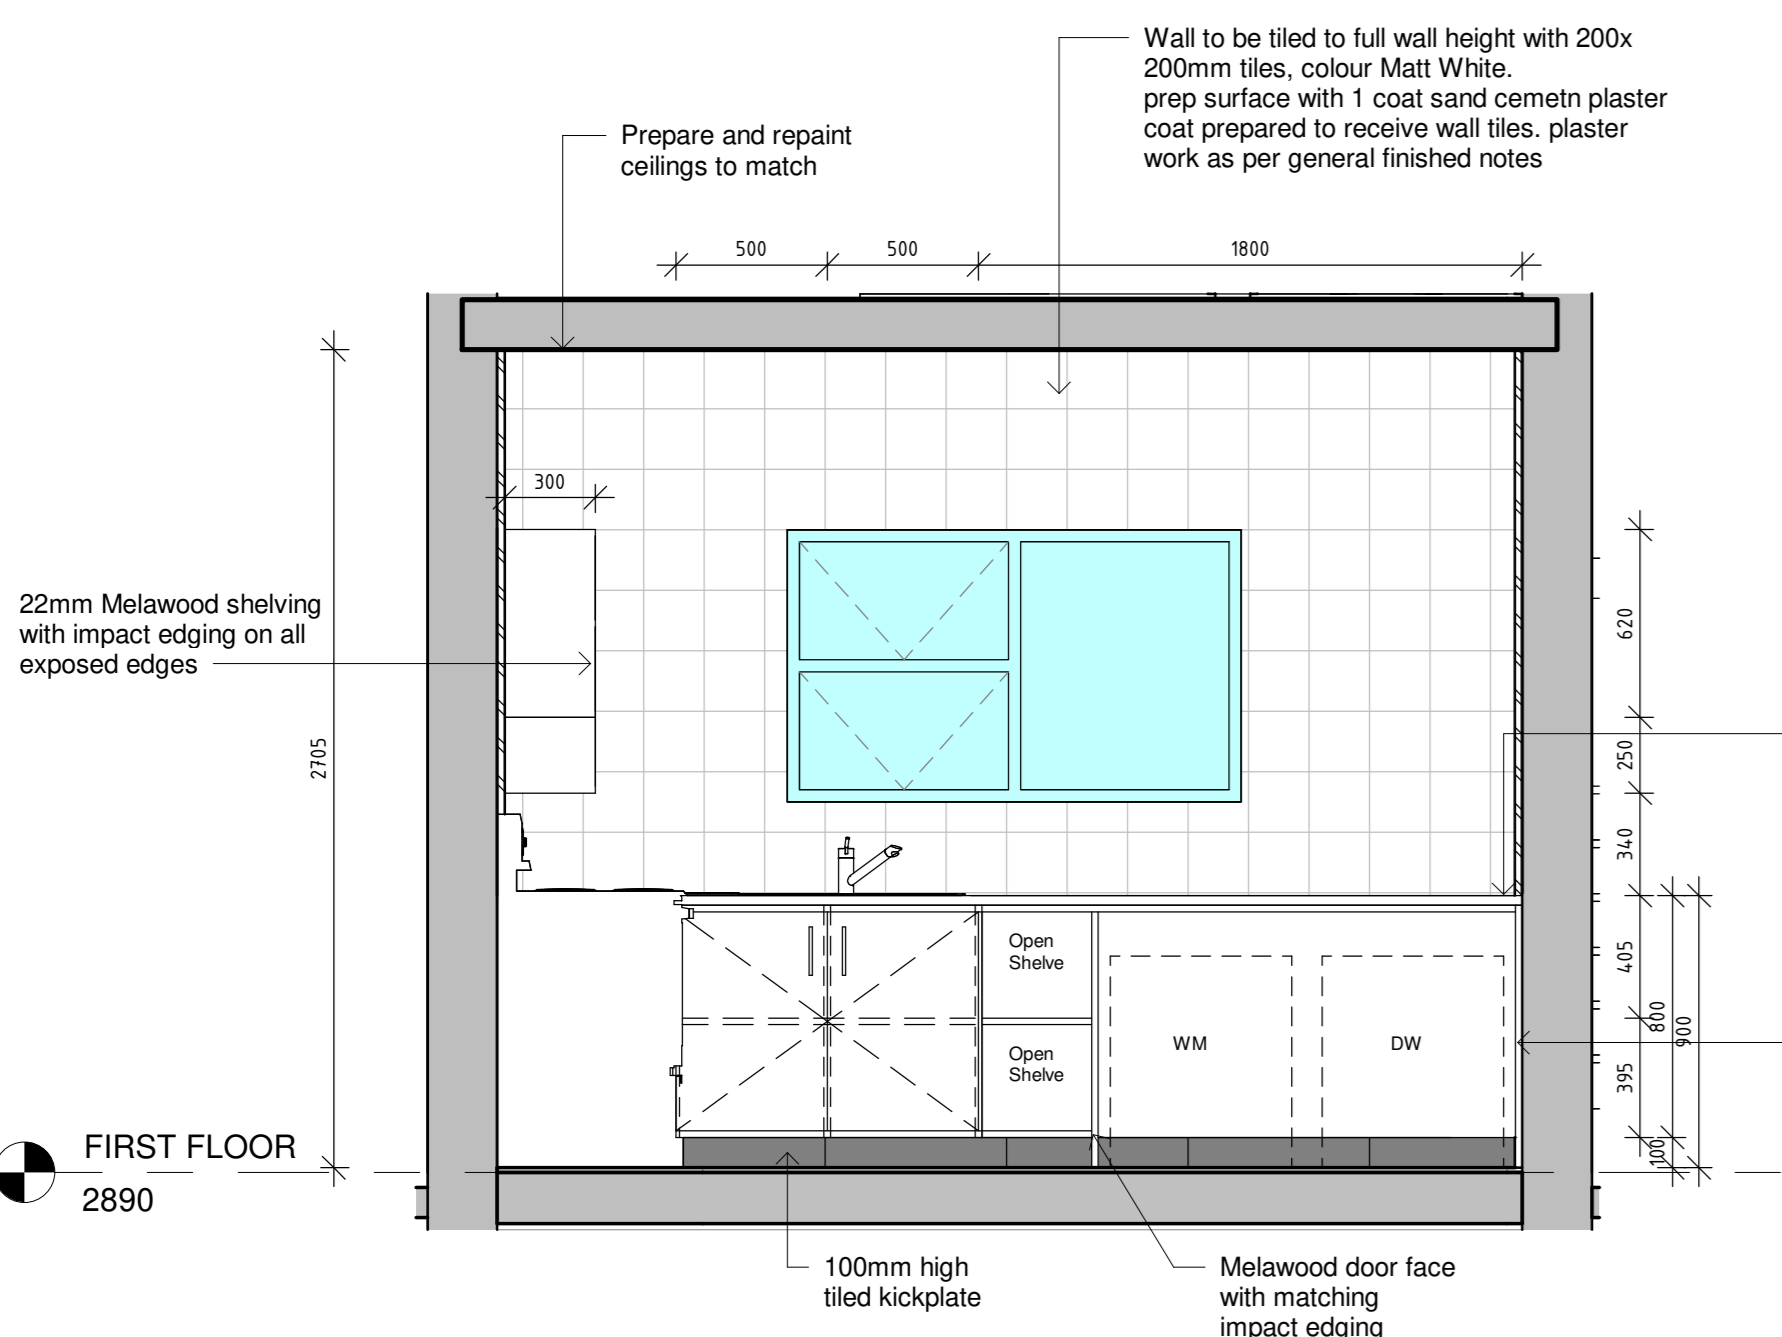 Wall to be tiled to full wall height with 200x
200mm tiles, colour Matt White.
prep surface with 1 coat sand cemetn plaster
coat prepared to receive wall tiles. plaster
work as per general finished notes
Prepare and repaint
ceilings to match
500
500
1800
300
22mm Melawood shelving
with impact edging on all
exposed edges
2705
620
250
340
405
800
900
395
100
Open
Shelve
Open
Shelve
WM
DW
FIRST FLOOR
2890
100mm high
tiled kickplate
Melawood door face
with matching
impact edging